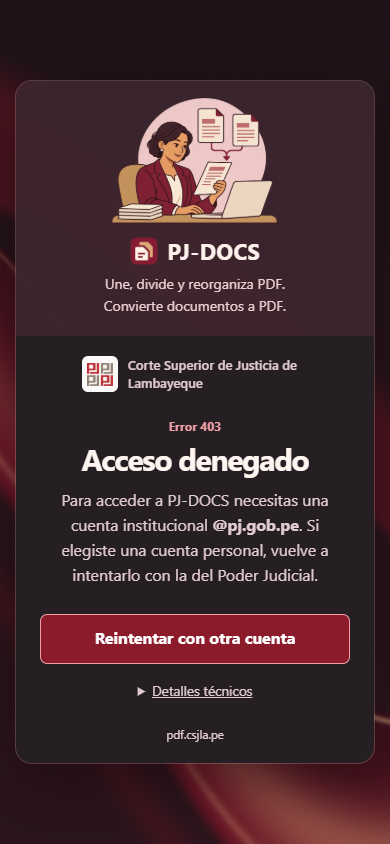 PJ-DOCS
Une, divide y reorganiza PDF.
Convierte documentos a PDF.
PJPJ
PJPJ
Corte Superior de Justicia de
Lambayeque
Error 403
Acceso denegado
Para acceder a PJ-DOCS necesitas una
cuenta institucional @pj.gob.pe. Si
elegiste una cuenta personal, vuelve a
intentarlo con la del Poder Judicial.
Reintentar con otra cuenta
Detalles técnicos
pdf.csjla.pe